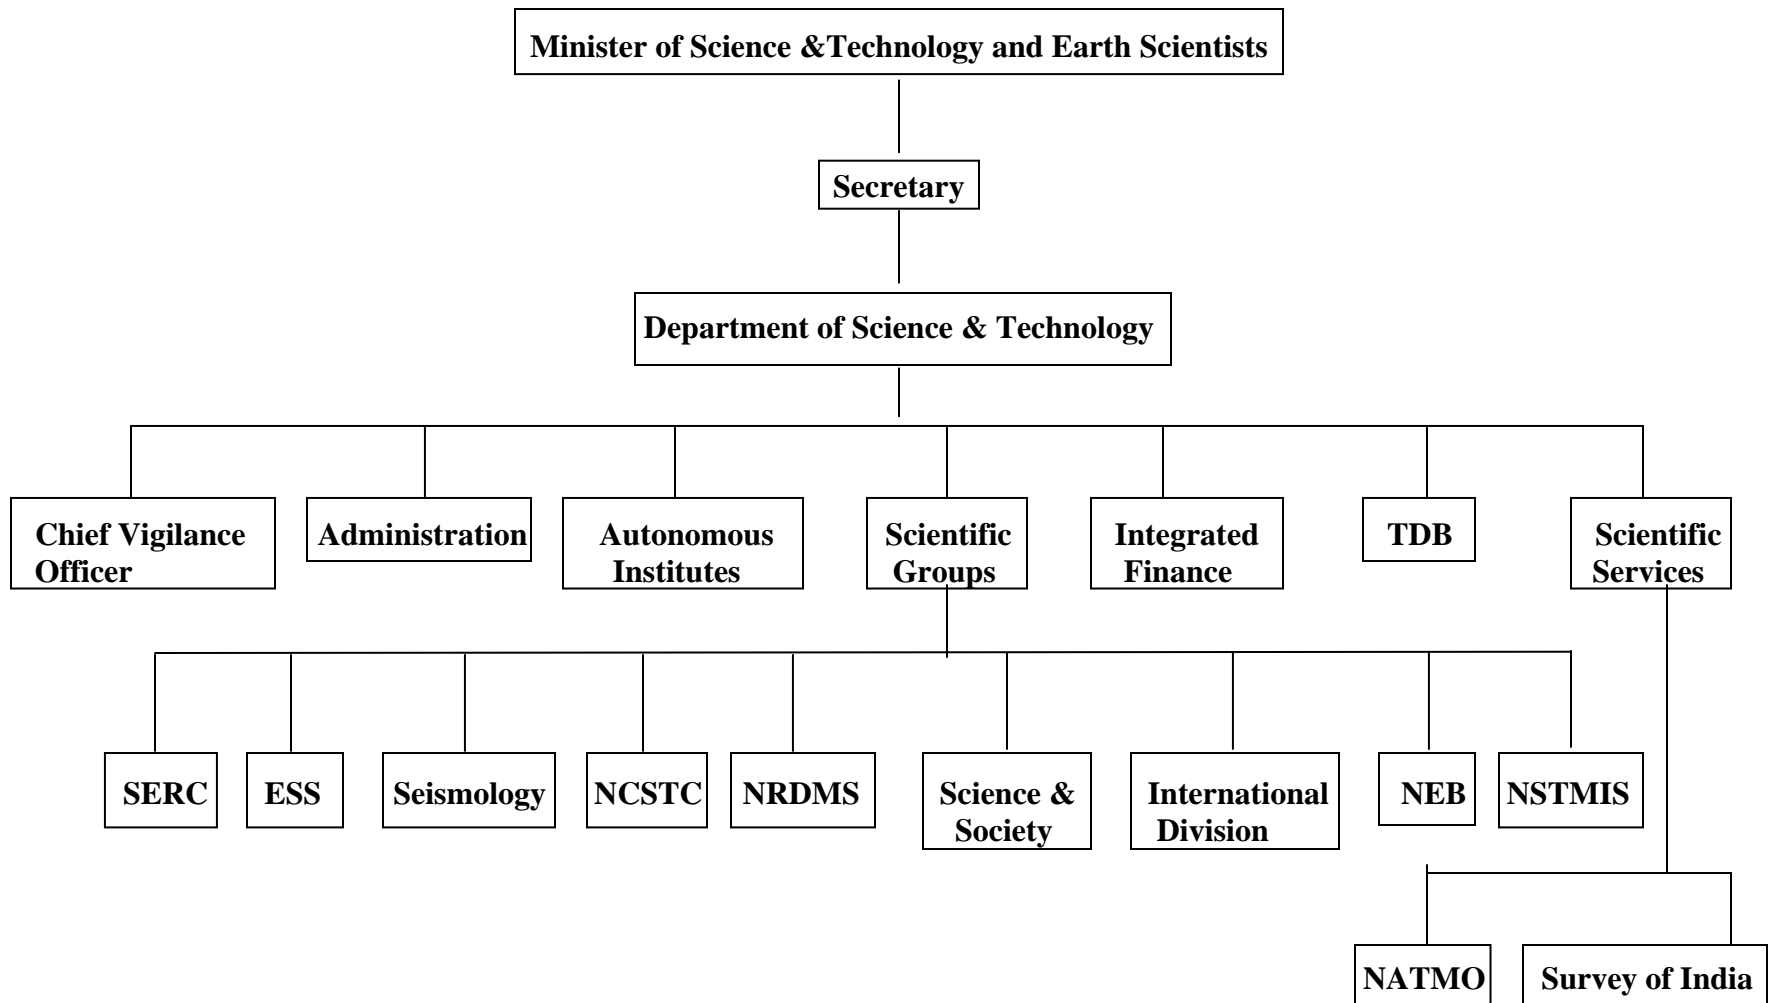 Minister of Science &Technology and Earth Scientists
Secretary
Department of Science & Technology
Chief Vigilance
Officer
Administration
Autonomous
Institutes
Scientific
Groups
Integrated
Finance
TDB
Scientific
Services
SERC
ESS
Seismology
NCSTC
NRDMS
Science &
Society
International
Division
NEB
NSTMIS
NATMO
Survey of India